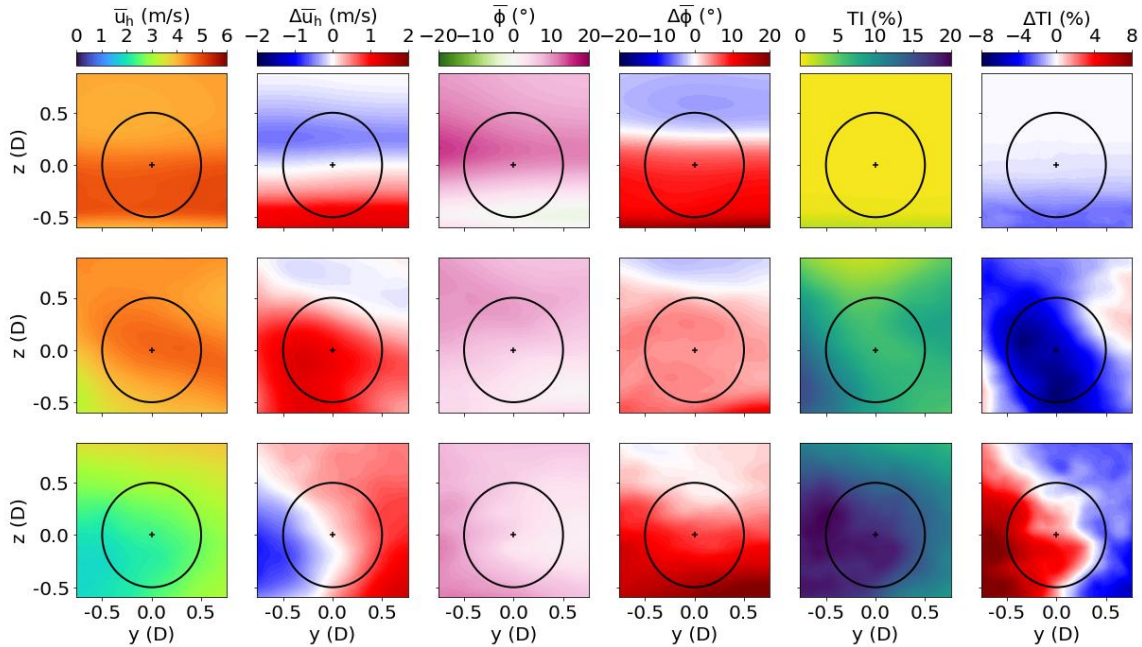 u̅ₕ (m/s) Δu̅ₕ (m/s) ϕ̅ (°) Δϕ̅ (°) TI (%) ΔTI (%)
0 1 2 3 4 5 6 −2 −1 0 1 2 −20 −10 0 10 20 −20 −10 0 10 20 0 5 10 15 20 −8 −4 0 4 8
z (D) 0.5 0.0 -0.5
z (D) 0.5 0.0 -0.5
z (D) 0.5 0.0 -0.5
-0.5 0.0 0.5 -0.5 0.0 0.5 -0.5 0.0 0.5 -0.5 0.0 0.5 -0.5 0.0 0.5 -0.5 0.0 0.5
y (D) y (D) y (D) y (D) y (D) y (D)